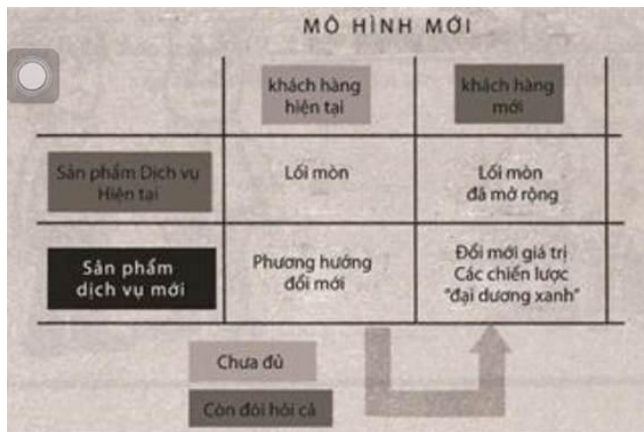 MÔ HÌNH MỚI
khách hàng
hiện tại
khách hàng
mới
Sản phẩm Dịch vụ
Hiện tại
Lối mòn
Lối mòn
đã mở rộng
Sản phẩm
dịch vụ mới
Phương hướng
đổi mới
Đổi mới giá trị
Các chiến lược
"đại dương xanh"
Chưa đủ
Còn đòi hỏi cả